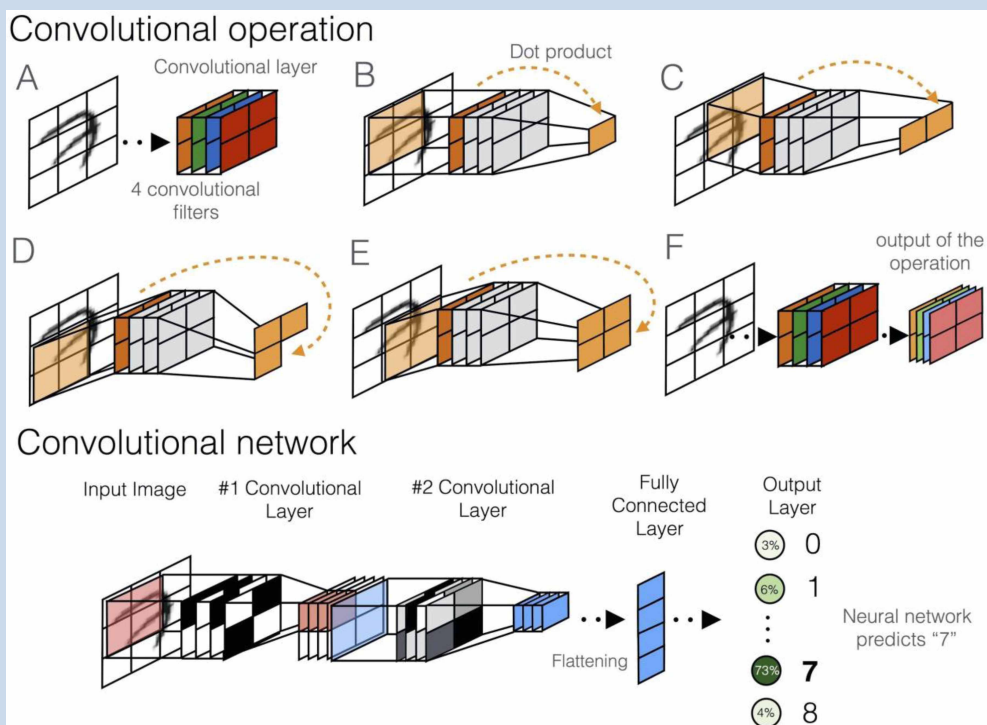 Convolutional operation
A
Convolutional layer
4 convolutional
filters
B
Dot product
C
D
E
F
output of the
operation
Convolutional network
Input Image
#1 Convolutional
Layer
#2 Convolutional
Layer
Fully
Connected
Layer
Output
Layer
Flattening
3% 0
6% 1
73% 7
4% 8
Neural network
predicts “7”